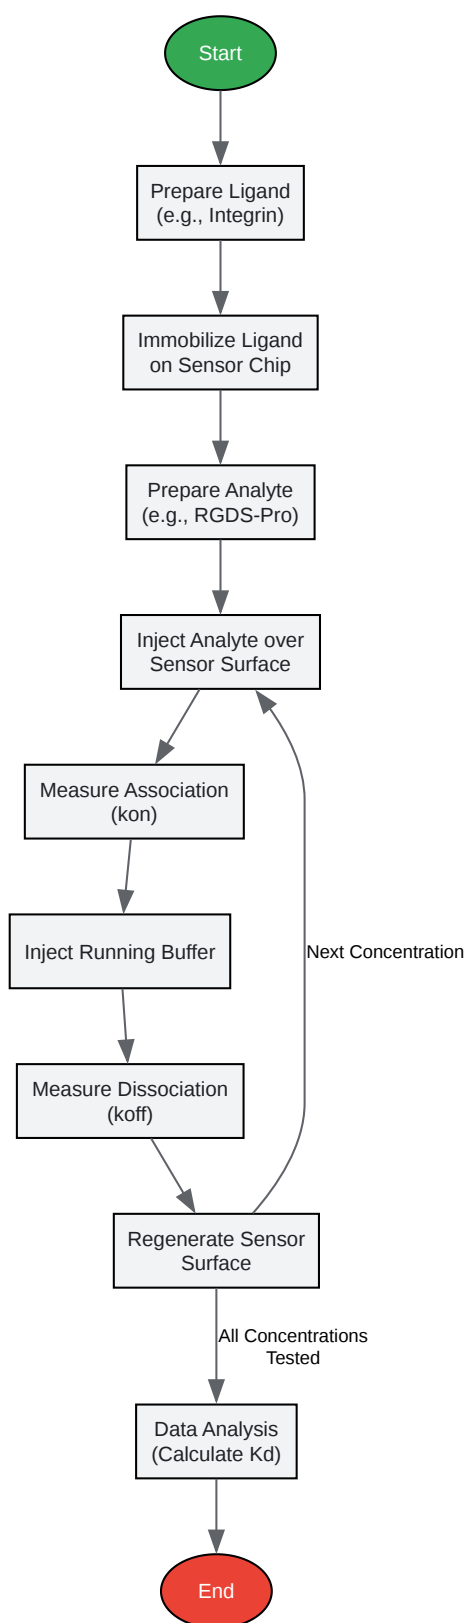 Start
Prepare Ligand
(e.g., Integrin)
Immobilize Ligand
on Sensor Chip
Prepare Analyte
(e.g., RGDS-Pro)
Inject Analyte over
Sensor Surface
Measure Association
(kon)
Inject Running Buffer
Next Concentration
Measure Dissociation
(koff)
Regenerate Sensor
Surface
All Concentrations
Tested
Data Analysis
(Calculate Kd)
End